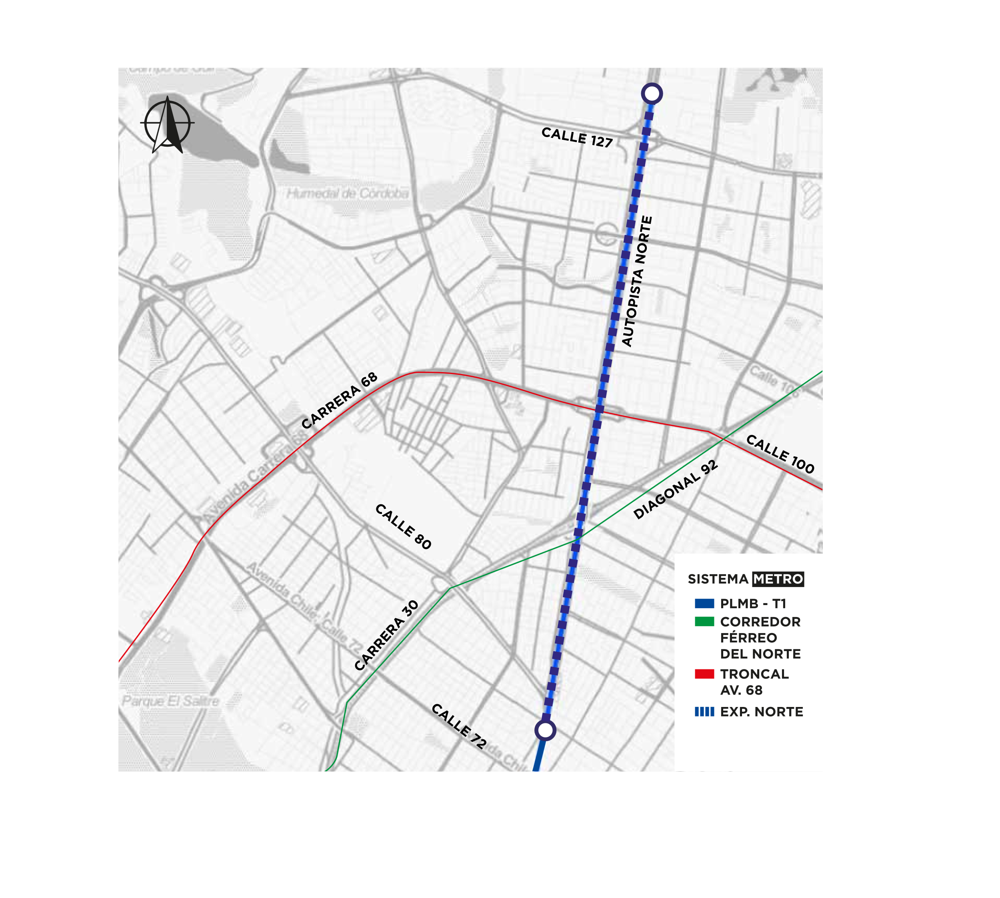 Humedal de Córdoba
CALLE 127
AUTOPISTA NORTE
CARRERA 68
Avenida Carrera 68
Calle 106
CALLE 100
DIAGONAL 92
CALLE 80
Avenida Chile, Calle 72
CARRERA 30
CALLE 72
Parque El Salitre
SISTEMA METRO
PLMB - T1
CORREDOR
FÉRREO
DEL NORTE
TRONCAL
AV. 68
EXP. NORTE